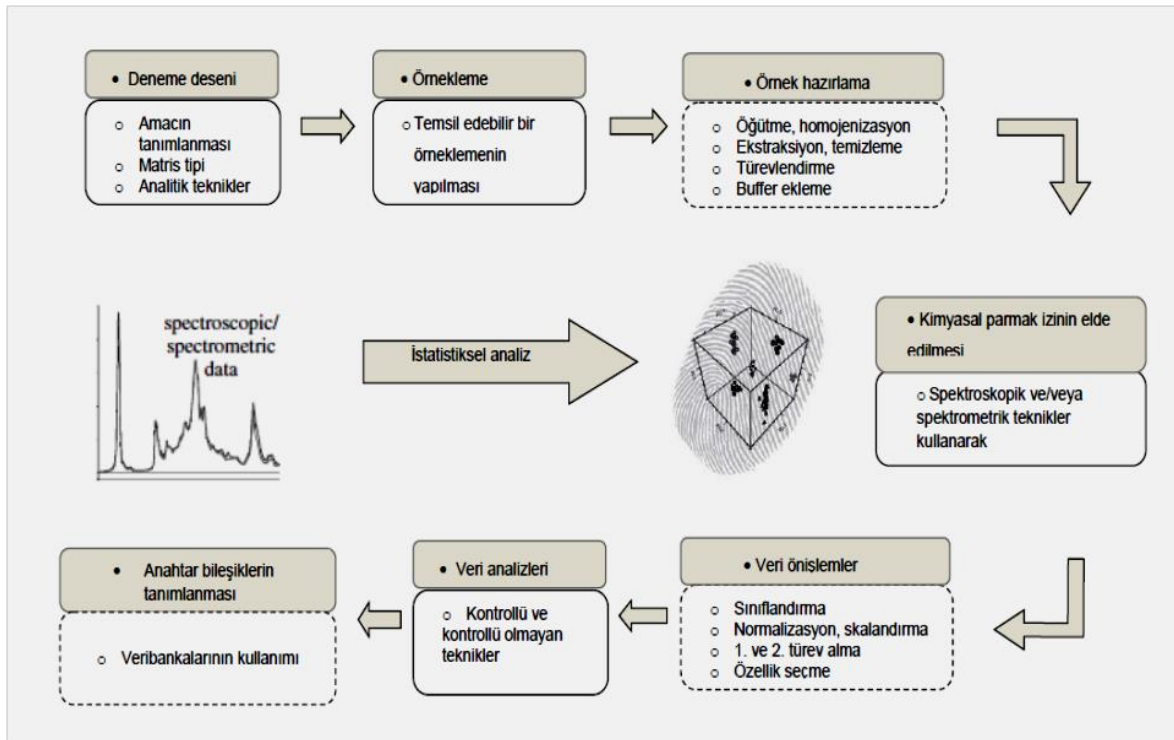 • Deneme deseni
○ Amacın
tanımlanması
○ Matris tipi
○ Analitik teknikler
• Örnekleme
○ Temsil edebilir bir
örneklemenin
yapılması
• Örnek hazırlama
○ Öğütme, homojenizasyon
○ Ekstraksiyon, temizleme
○ Türevlendirme
○ Buffer ekleme
spectroscopic/
spectrometric
data
İstatistiksel analiz
• Kimyasal parmak izinin elde
edilmesi
○ Spektroskopik ve/veya
spektrometrik teknikler
kullanarak
• Anahtar bileşiklerin
tanımlanması
○ Veribankalarının kullanımı
• Veri analizleri
○ Kontrollü ve
kontrollü olmayan
teknikler
• Veri önişlemler
○ Sınıflandırma
○ Normalizasyon, skalandırma
○ 1. ve 2. türev alma
○ Özellik seçme